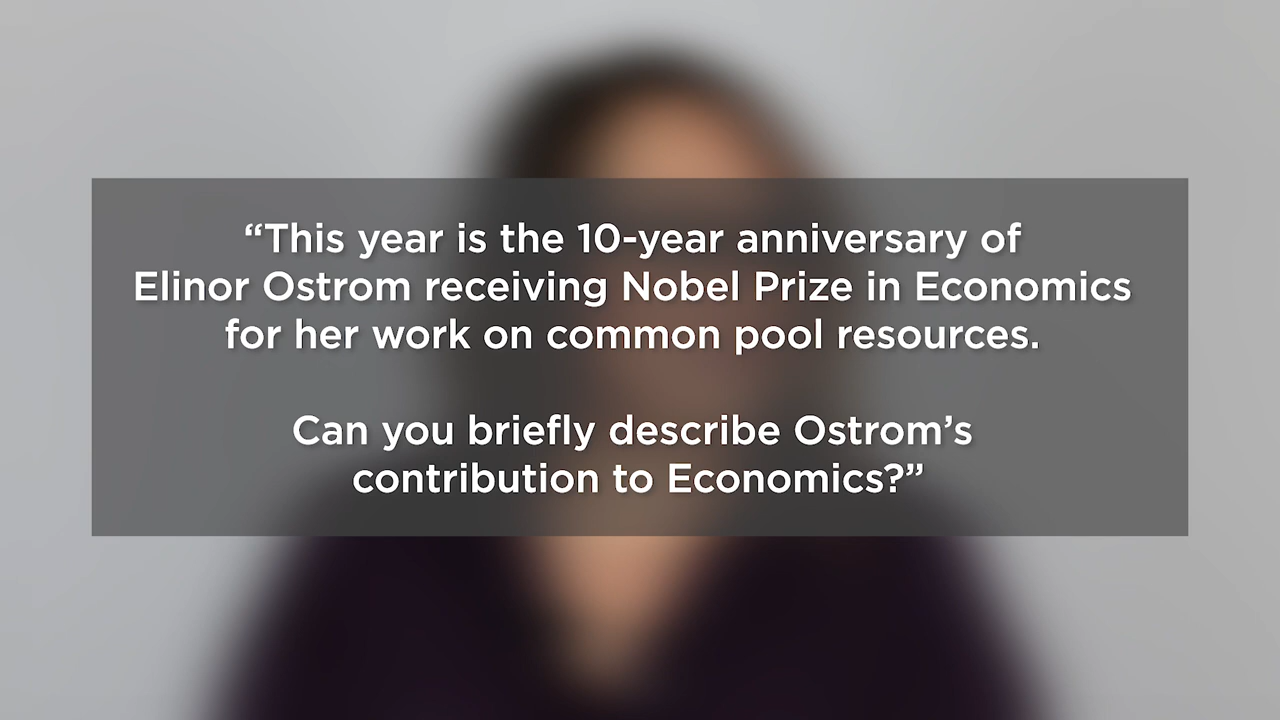 “This year is the 10-year anniversary of
Elinor Ostrom receiving Nobel Prize in Economics
for her work on common pool resources.
Can you briefly describe Ostrom’s
contribution to Economics?”